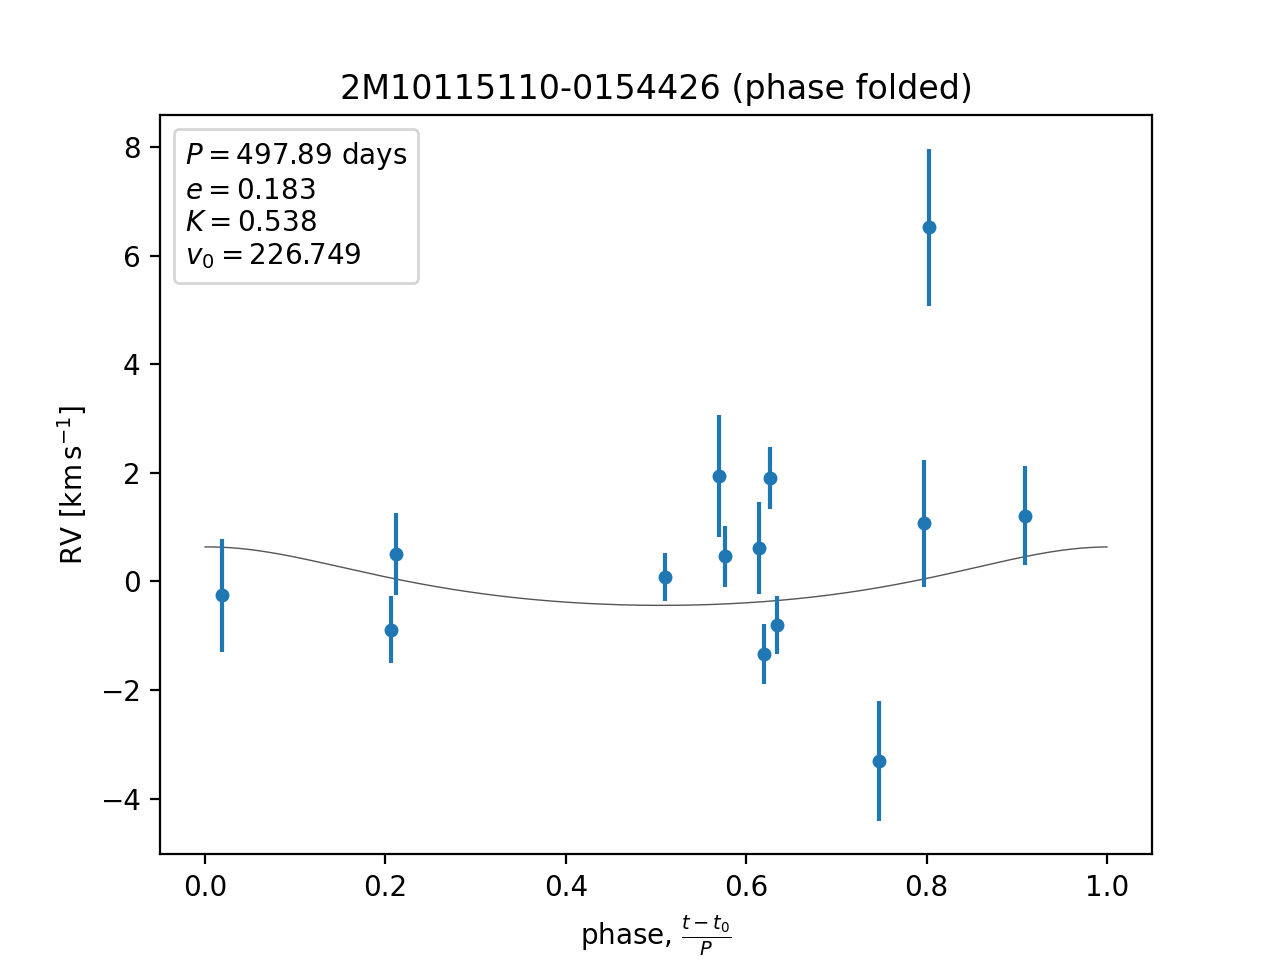 2M10115110-0154426 (phase folded)
P = 497.89 days
e = 0.183
K = 0.538
v₀ = 226.749
8
6
4
2
0
−2
−4
RV [km s⁻¹]
0.0 0.2 0.4 0.6 0.8 1.0
phase, (t − t₀)/P